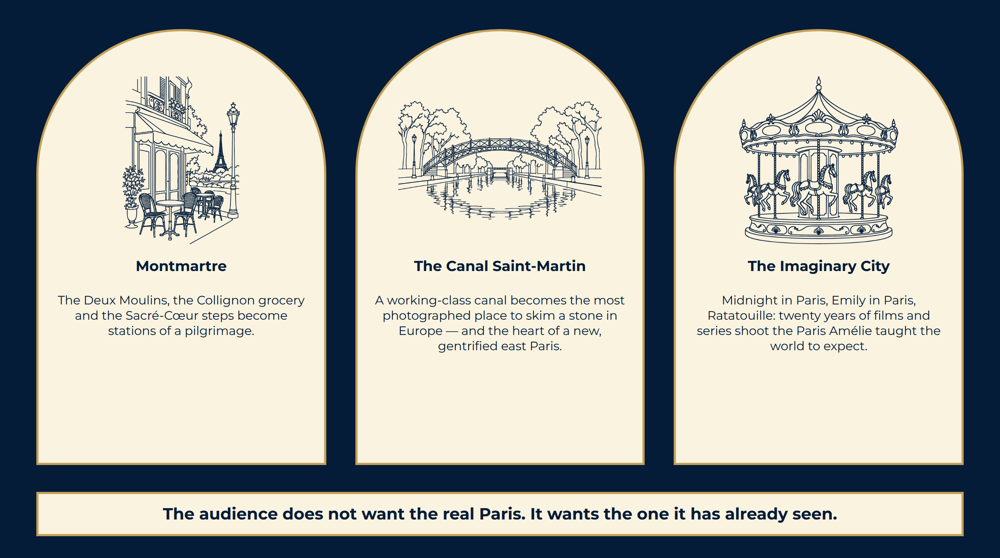 Montmartre
The Deux Moulins, the Collignon grocery
and the Sacré-Cœur steps become
stations of a pilgrimage.
The Canal Saint-Martin
A working-class canal becomes the most
photographed place to skim a stone in
Europe — and the heart of a new,
gentrified east Paris.
The Imaginary City
Midnight in Paris, Emily in Paris,
Ratatouille: twenty years of films and
series shoot the Paris Amélie taught the
world to expect.
The audience does not want the real Paris. It wants the one it has already seen.